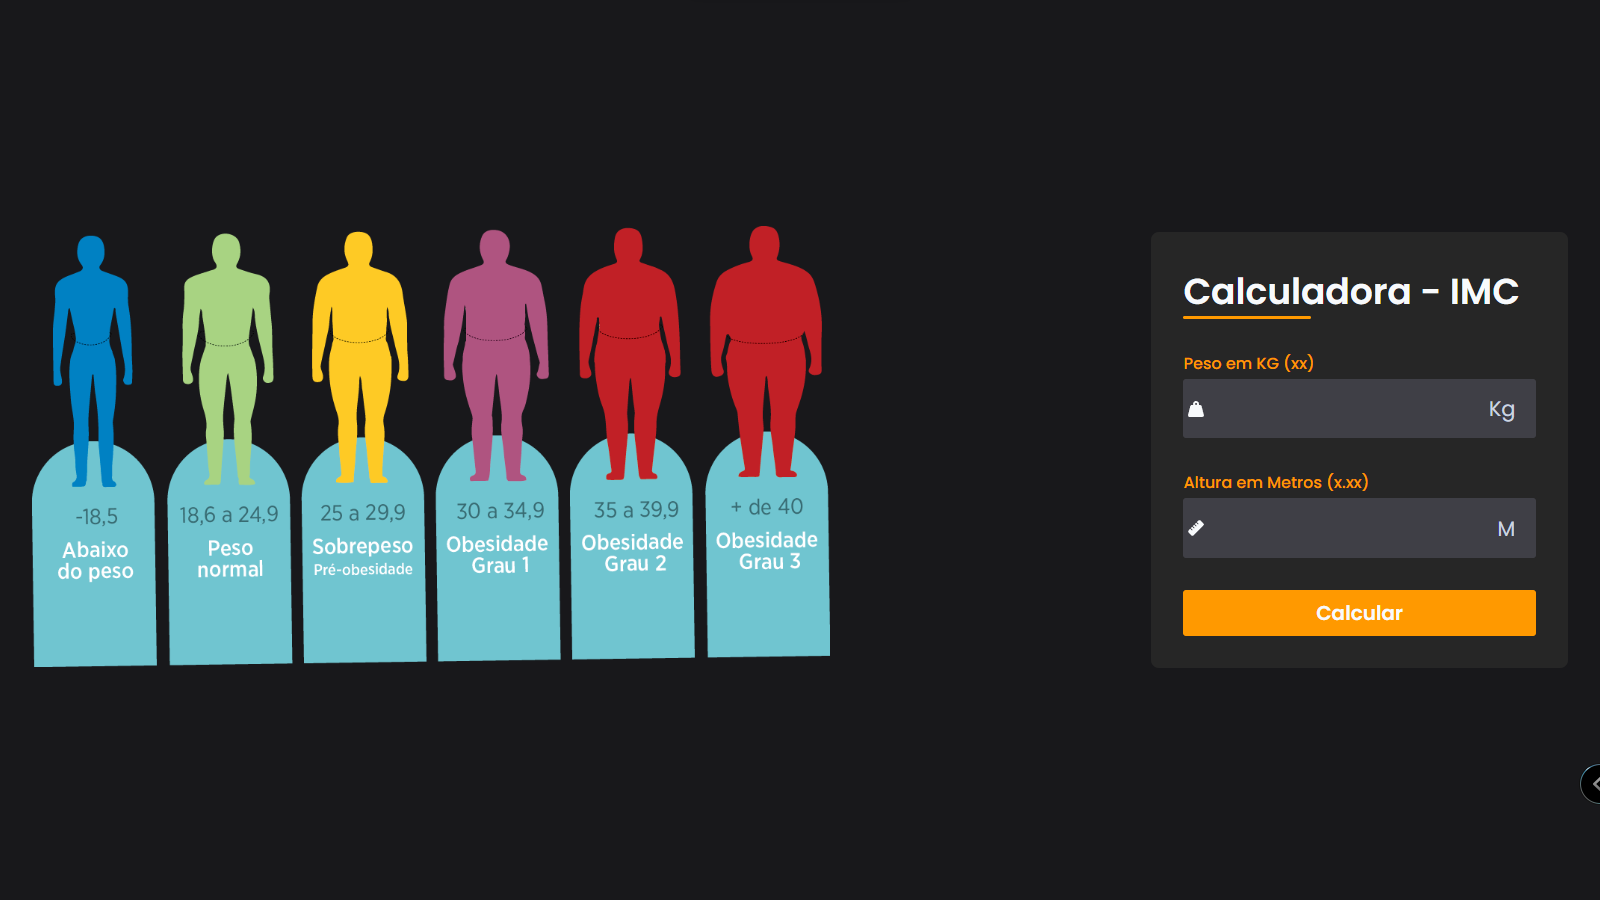 -18,5
Abaixo
do peso
18,6 a 24,9
Peso
normal
25 a 29,9
Sobrepeso
Pré-obesidade
30 a 34,9
Obesidade
Grau 1
35 a 39,9
Obesidade
Grau 2
+ de 40
Obesidade
Grau 3
Calculadora - IMC
Peso em KG (xx)
Kg
Altura em Metros (x.xx)
M
Calcular